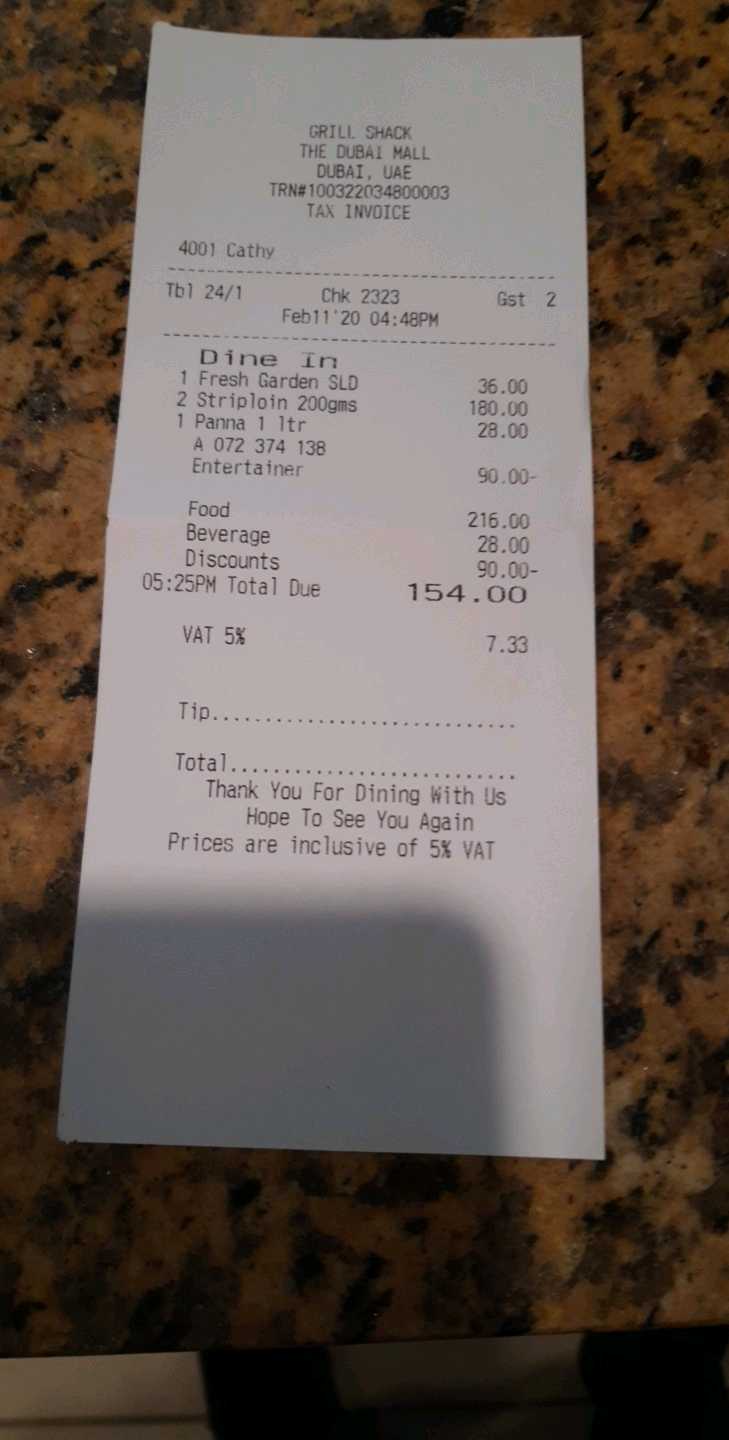 GRILL SHACK
THE DUBAI MALL
DUBAI, UAE
TRN#100322034800003
TAX INVOICE
4001 Cathy
Tbl 24/1 Chk 2323 Gst 2
Feb11'20 04:48PM
Dine In
1 Fresh Garden SLD 36.00
2 Striploin 200gms 180.00
1 Panna 1 ltr 28.00
A 072 374 138
Entertainer 90.00-
Food 216.00
Beverage 28.00
Discounts 90.00-
05:25PM Total Due 154.00
VAT 5% 7.33
Tip.............................
Total...........................
Thank You For Dining With Us
Hope To See You Again
Prices are inclusive of 5% VAT